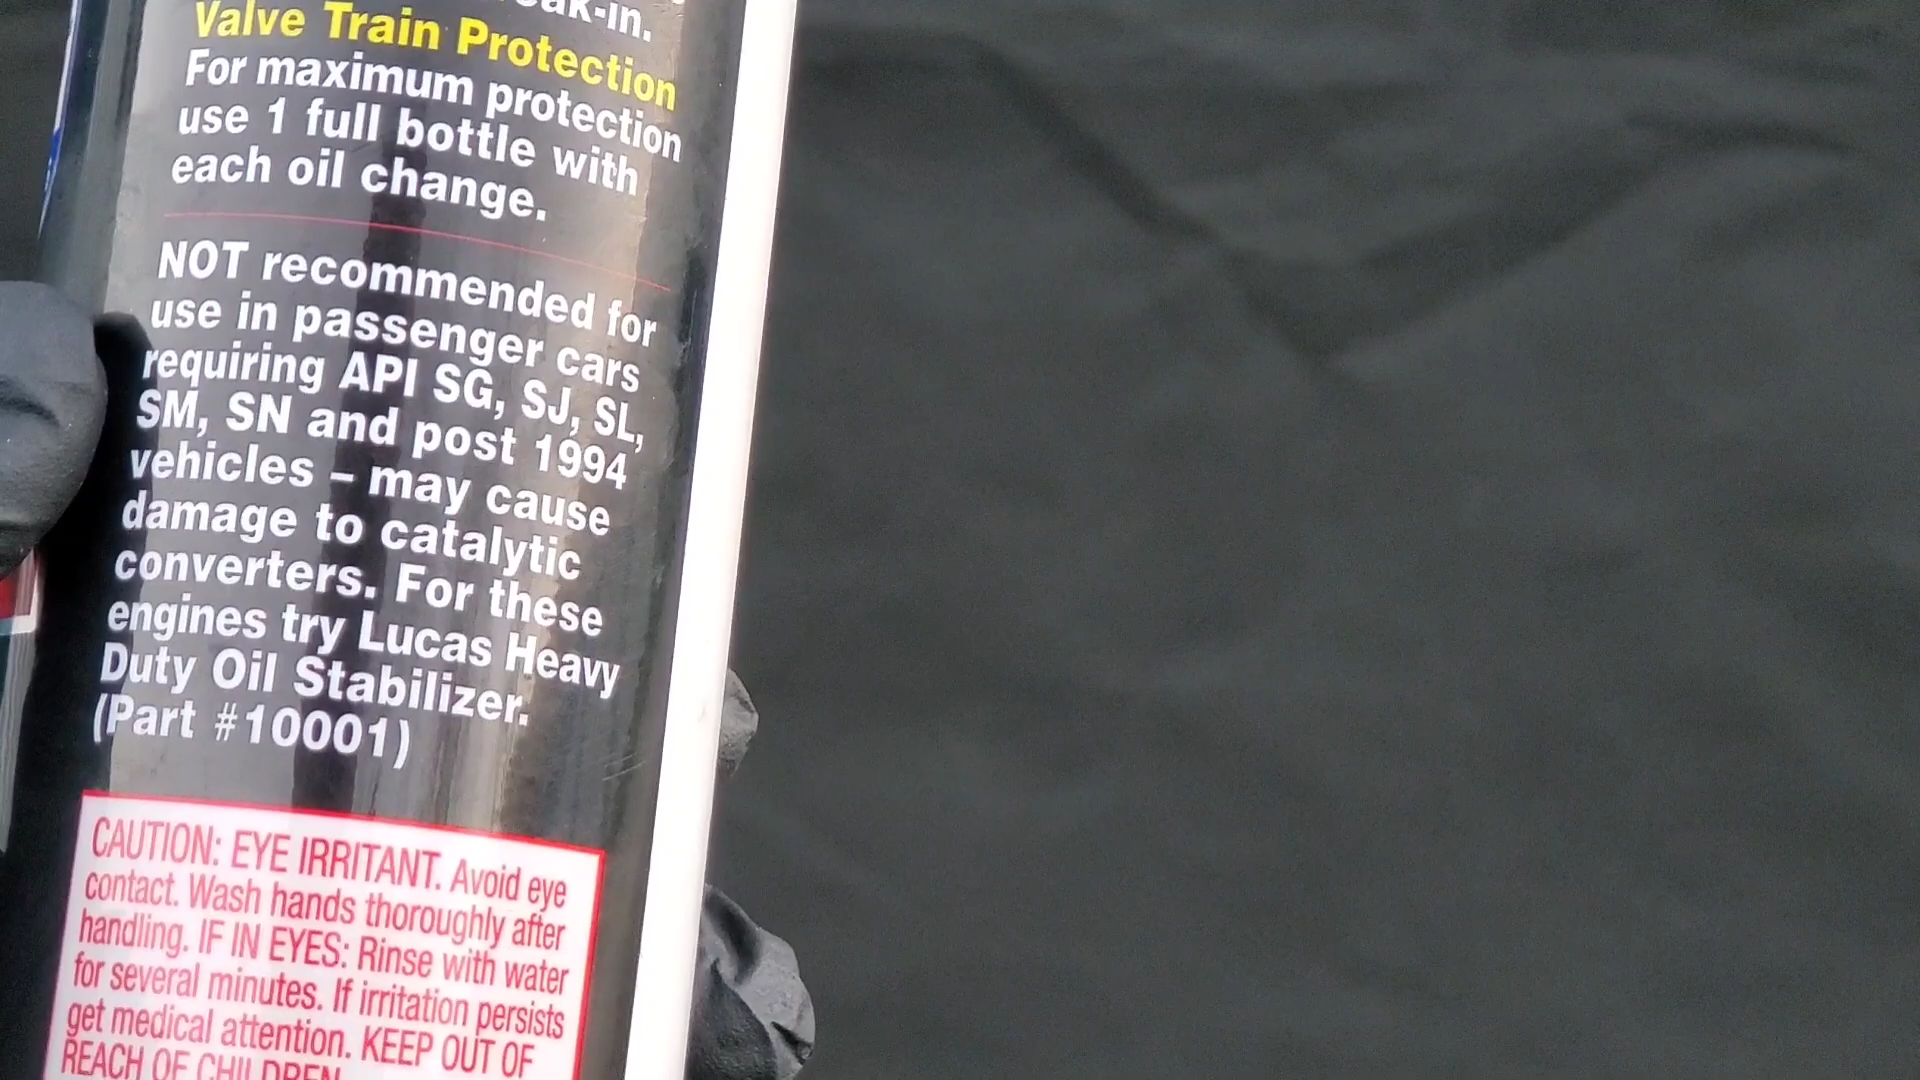 Valve Train Protection
For maximum protection
use 1 full bottle with
each oil change.
NOT recommended for
use in passenger cars
requiring API SG, SJ, SL,
SM, SN and post 1994
vehicles – may cause
damage to catalytic
converters. For these
engines try Lucas Heavy
Duty Oil Stabilizer.
(Part #10001)
CAUTION: EYE IRRITANT. Avoid eye
contact. Wash hands thoroughly after
handling. IF IN EYES: Rinse with water
for several minutes. If irritation persists
get medical attention. KEEP OUT OF
REACH OF CHILDREN.